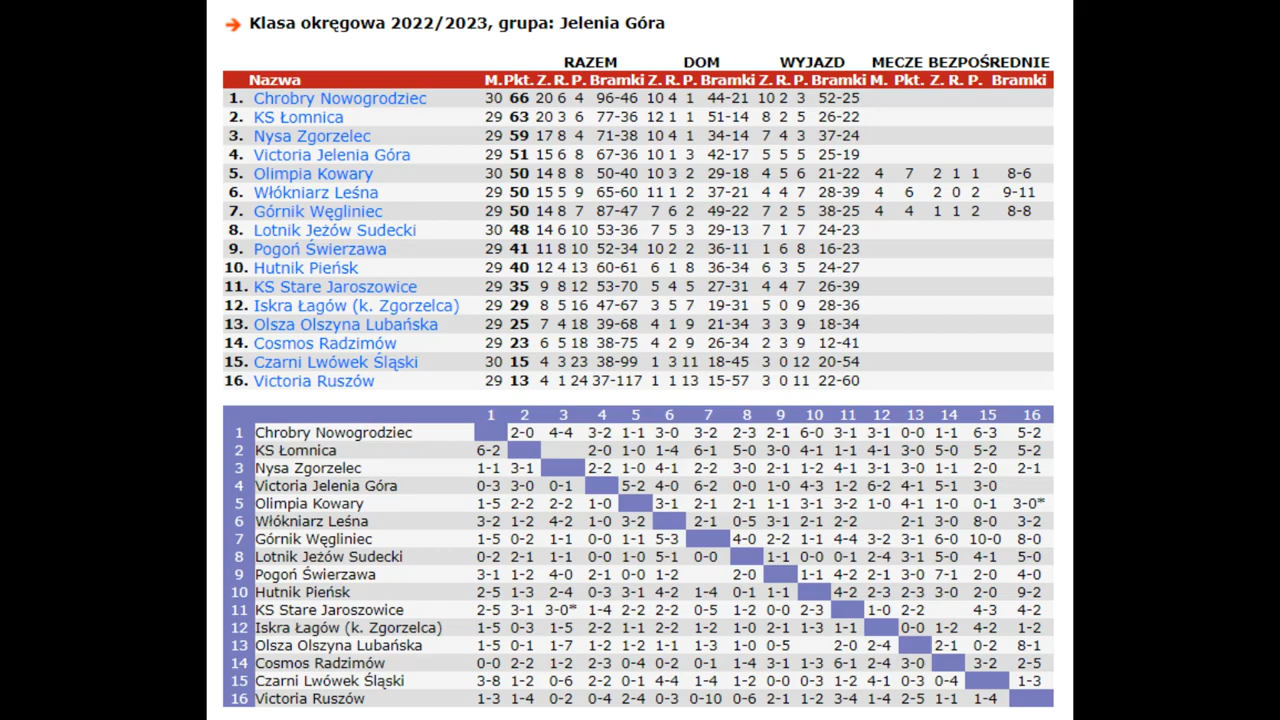 Klasa okręgowa 2022/2023, grupa: Jelenia Góra
RAZEM DOM WYJAZD MECZE BEZPOŚREDNIE
Nazwa M. Pkt. Z. R. P. Bramki Z. R. P. Bramki Z. R. P. Bramki M. Pkt. Z. R. P. Bramki
1. Chrobry Nowogrodziec 30 66 20 6 4 96-46 10 4 1 44-21 10 2 3 52-25
2. KS Łomnica 29 63 20 3 6 77-36 12 1 1 51-14 8 2 5 26-22
3. Nysa Zgorzelec 29 59 17 8 4 71-38 10 4 1 34-14 7 4 3 37-24
4. Victoria Jelenia Góra 29 51 15 6 8 67-36 10 1 3 42-17 5 5 5 25-19
5. Olimpia Kowary 30 50 14 8 8 50-40 10 3 2 29-18 4 5 6 21-22 4 7 2 1 1 8-6
6. Włókniarz Leśna 29 50 15 5 9 65-60 11 1 2 37-21 4 4 7 28-39 4 6 2 0 2 9-11
7. Górnik Węgliniec 29 50 14 8 7 87-47 7 6 2 49-22 7 2 5 38-25 4 4 1 1 2 8-8
8. Lotnik Jeżów Sudecki 30 48 14 6 10 53-36 7 5 3 29-13 7 1 7 24-23
9. Pogoń Świerzawa 29 41 11 8 10 52-34 10 2 2 36-11 1 6 8 16-23
10. Hutnik Pieńsk 29 40 12 4 13 60-61 6 1 8 36-34 6 3 5 24-27
11. KS Stare Jaroszowice 29 35 9 8 12 53-70 5 4 5 27-31 4 4 7 26-39
12. Iskra Łagów (k. Zgorzelca) 29 29 8 5 16 47-67 3 5 7 19-31 5 0 9 28-36
13. Olsza Olszyna Lubańska 29 25 7 4 18 39-68 4 1 9 21-34 3 3 9 18-34
14. Cosmos Radzimów 29 23 6 5 18 38-75 4 2 9 26-34 2 3 9 12-41
15. Czarni Lwówek Śląski 30 15 4 3 23 38-99 1 3 11 18-45 3 0 12 20-54
16. Victoria Ruszów 29 13 4 1 24 37-117 1 1 13 15-57 3 0 11 22-60
1 2 3 4 5 6 7 8 9 10 11 12 13 14 15 16
1 Chrobry Nowogrodziec 2-0 4-4 3-2 1-1 3-0 3-2 2-3 2-1 6-0 3-1 3-1 0-0 1-1 6-3 5-2
2 KS Łomnica 6-2 2-0 1-0 1-4 6-1 5-0 3-0 4-1 1-1 4-1 3-0 5-0 5-2 5-2
3 Nysa Zgorzelec 1-1 3-1 2-2 1-0 4-1 2-2 3-0 2-1 1-2 4-1 3-1 3-0 1-1 2-0 2-1
4 Victoria Jelenia Góra 0-3 3-0 0-1 5-2 4-0 6-2 0-0 1-0 4-3 1-2 6-2 4-1 5-1 3-0
5 Olimpia Kowary 1-5 2-2 2-2 1-0 3-1 2-1 2-1 1-1 3-1 3-2 1-0 4-1 1-0 0-1 3-0*
6 Włókniarz Leśna 3-2 1-2 4-2 1-0 3-2 2-1 0-5 3-1 2-1 2-2 2-1 3-0 8-0 3-2
7 Górnik Węgliniec 1-5 0-2 1-1 0-0 1-1 5-3 4-0 2-2 1-1 4-4 3-2 3-1 6-0 10-0 8-0
8 Lotnik Jeżów Sudecki 0-2 2-1 1-1 0-0 1-0 5-1 0-0 1-1 0-0 0-1 2-4 3-1 5-0 4-1 5-0
9 Pogoń Świerzawa 3-1 1-2 4-0 2-1 0-0 1-2 2-0 1-1 4-2 2-1 3-0 7-1 2-0 4-0
10 Hutnik Pieńsk 2-5 1-3 2-4 0-3 3-1 4-2 1-4 0-1 1-1 4-2 2-3 2-3 3-0 2-0 9-2
11 KS Stare Jaroszowice 2-5 3-1 3-0* 1-4 2-2 2-2 0-5 1-2 0-0 2-3 1-0 2-2 4-3 4-2
12 Iskra Łagów (k. Zgorzelca) 1-5 0-3 1-5 2-2 1-1 2-2 1-2 1-0 2-1 1-3 1-1 0-0 1-2 4-2 1-2
13 Olsza Olszyna Lubańska 1-5 0-1 1-7 1-2 1-2 1-1 1-3 1-0 0-5 2-0 2-4 2-1 0-2 8-1
14 Cosmos Radzimów 0-0 2-2 1-2 2-3 0-4 0-2 0-1 1-4 3-1 1-3 6-1 2-4 3-0 3-2 2-5
15 Czarni Lwówek Śląski 3-8 1-2 0-6 2-2 0-1 4-4 1-4 1-2 0-0 0-3 1-2 4-1 0-3 0-4 1-3
16 Victoria Ruszów 1-3 1-4 0-2 0-4 2-4 0-3 0-10 0-6 2-1 1-2 3-4 1-4 2-5 1-1 1-4